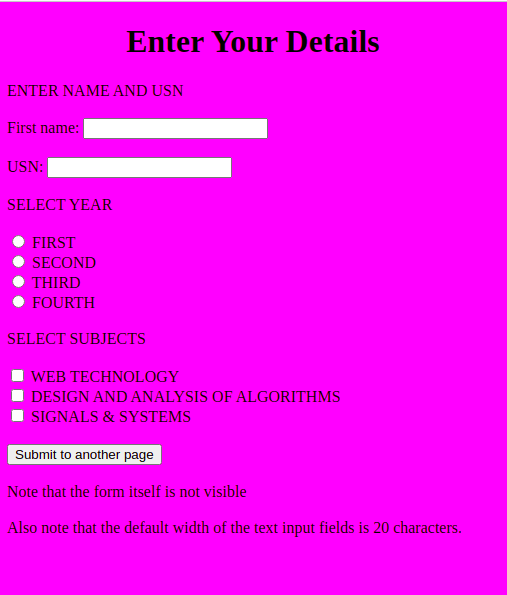 Enter Your Details
ENTER NAME AND USN
First name:
USN:
SELECT YEAR
FIRST
SECOND
THIRD
FOURTH
SELECT SUBJECTS
WEB TECHNOLOGY
DESIGN AND ANALYSIS OF ALGORITHMS
SIGNALS & SYSTEMS
Submit to another page
Note that the form itself is not visible
Also note that the default width of the text input fields is 20 characters.